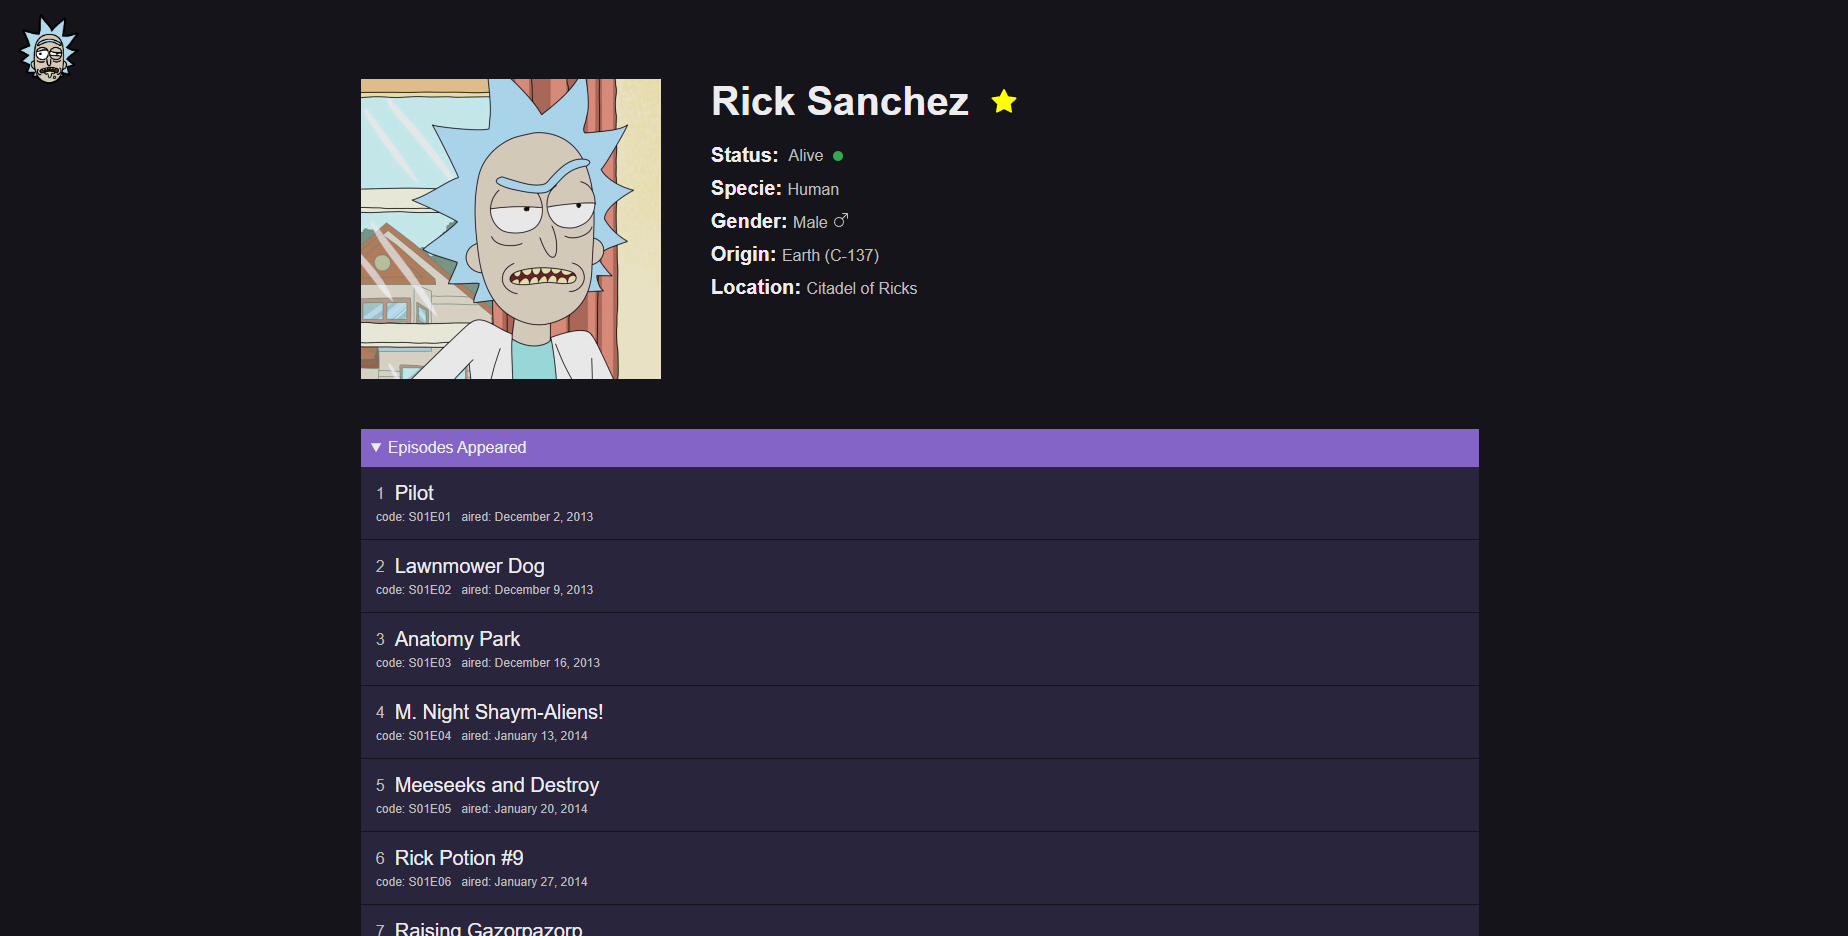 Rick Sanchez
Status: Alive
Specie: Human
Gender: Male ♂
Origin: Earth (C-137)
Location: Citadel of Ricks
▼ Episodes Appeared
1 Pilot
code: S01E01 aired: December 2, 2013
2 Lawnmower Dog
code: S01E02 aired: December 9, 2013
3 Anatomy Park
code: S01E03 aired: December 16, 2013
4 M. Night Shaym-Aliens!
code: S01E04 aired: January 13, 2014
5 Meeseeks and Destroy
code: S01E05 aired: January 20, 2014
6 Rick Potion #9
code: S01E06 aired: January 27, 2014
7 Raising Gazorpazorp